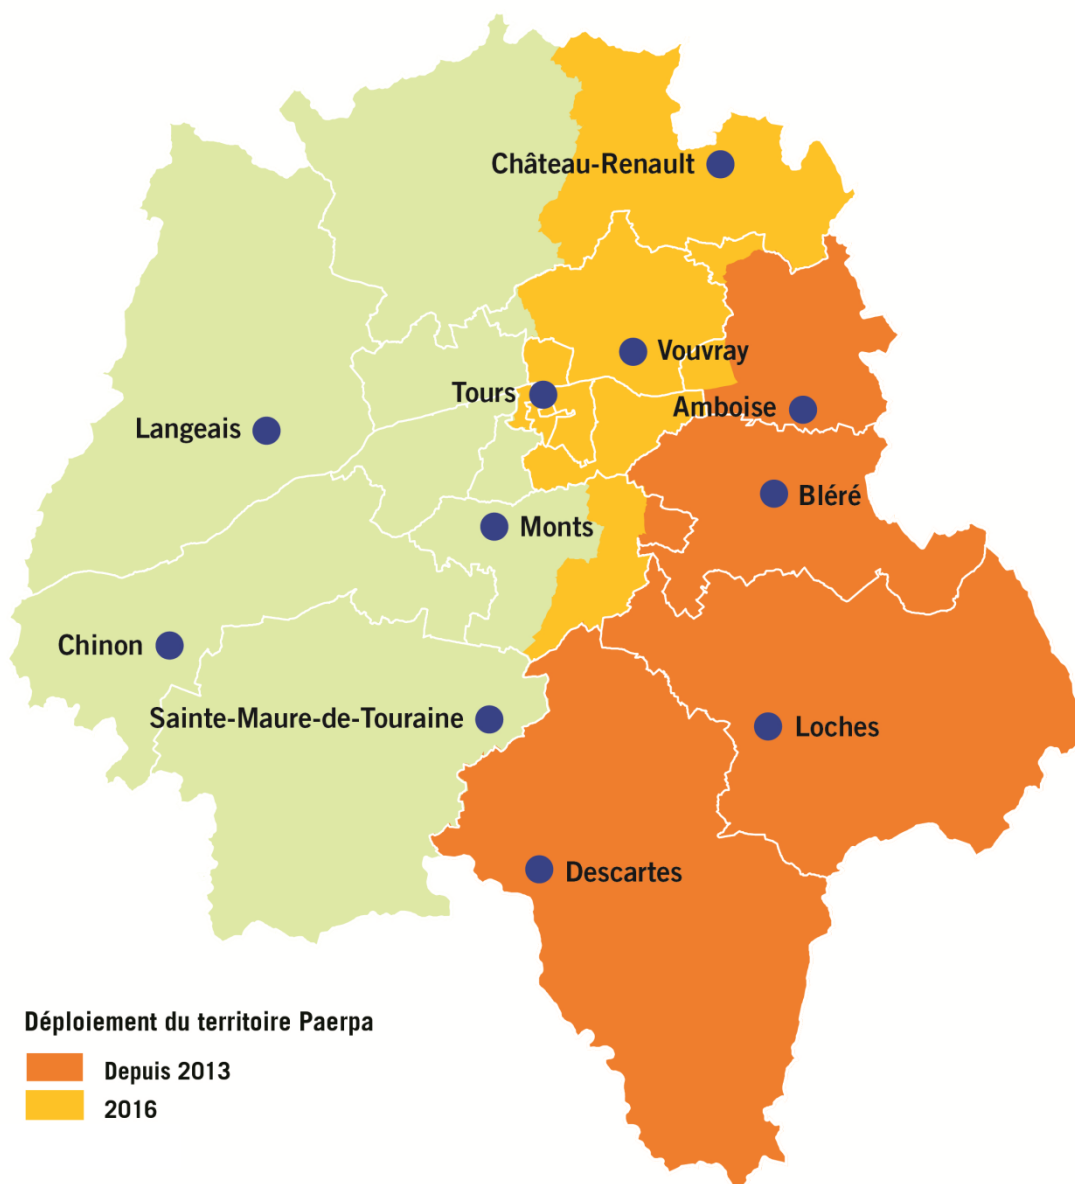 Château-Renault
Vouvray
Tours
Amboise
Langeais
Bléré
Monts
Chinon
Sainte-Maure-de-Touraine
Loches
Descartes
Déploiement du territoire Paerpa
Depuis 2013
2016